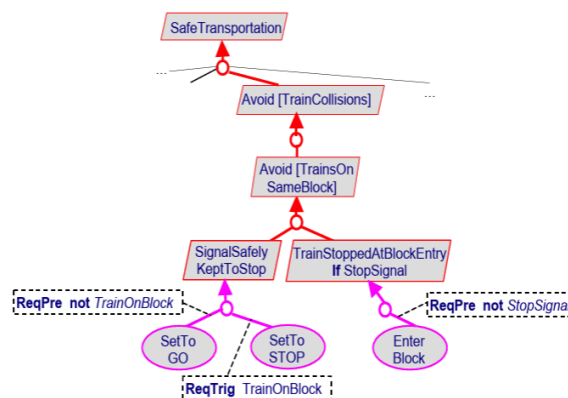 SafeTransportation
...
...
Avoid [TrainCollisions]
Avoid [TrainsOn
SameBlock]
SignalSafely
KeptToStop
TrainStoppedAtBlockEntry
If StopSignal
ReqPre not TrainOnBlock
ReqPre not StopSignal
SetTo
GO
SetTo
STOP
Enter
Block
ReqTrig TrainOnBlock